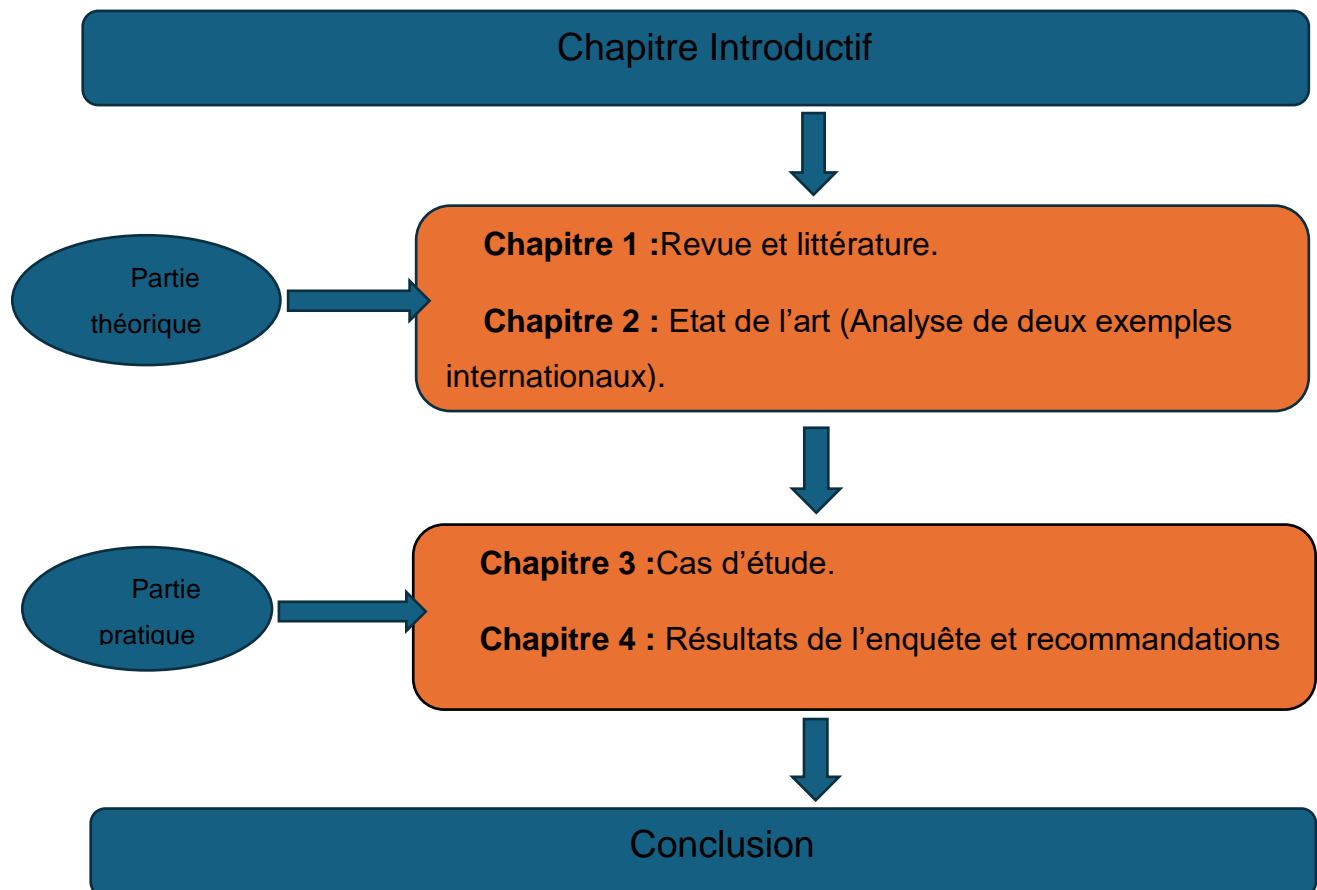 Chapitre Introductif
Partie
théorique
Chapitre 1 :Revue et littérature.
Chapitre 2 : Etat de l’art (Analyse de deux exemples
internationaux).
Partie
pratique
Chapitre 3 :Cas d’étude.
Chapitre 4 : Résultats de l’enquête et recommandations
Conclusion